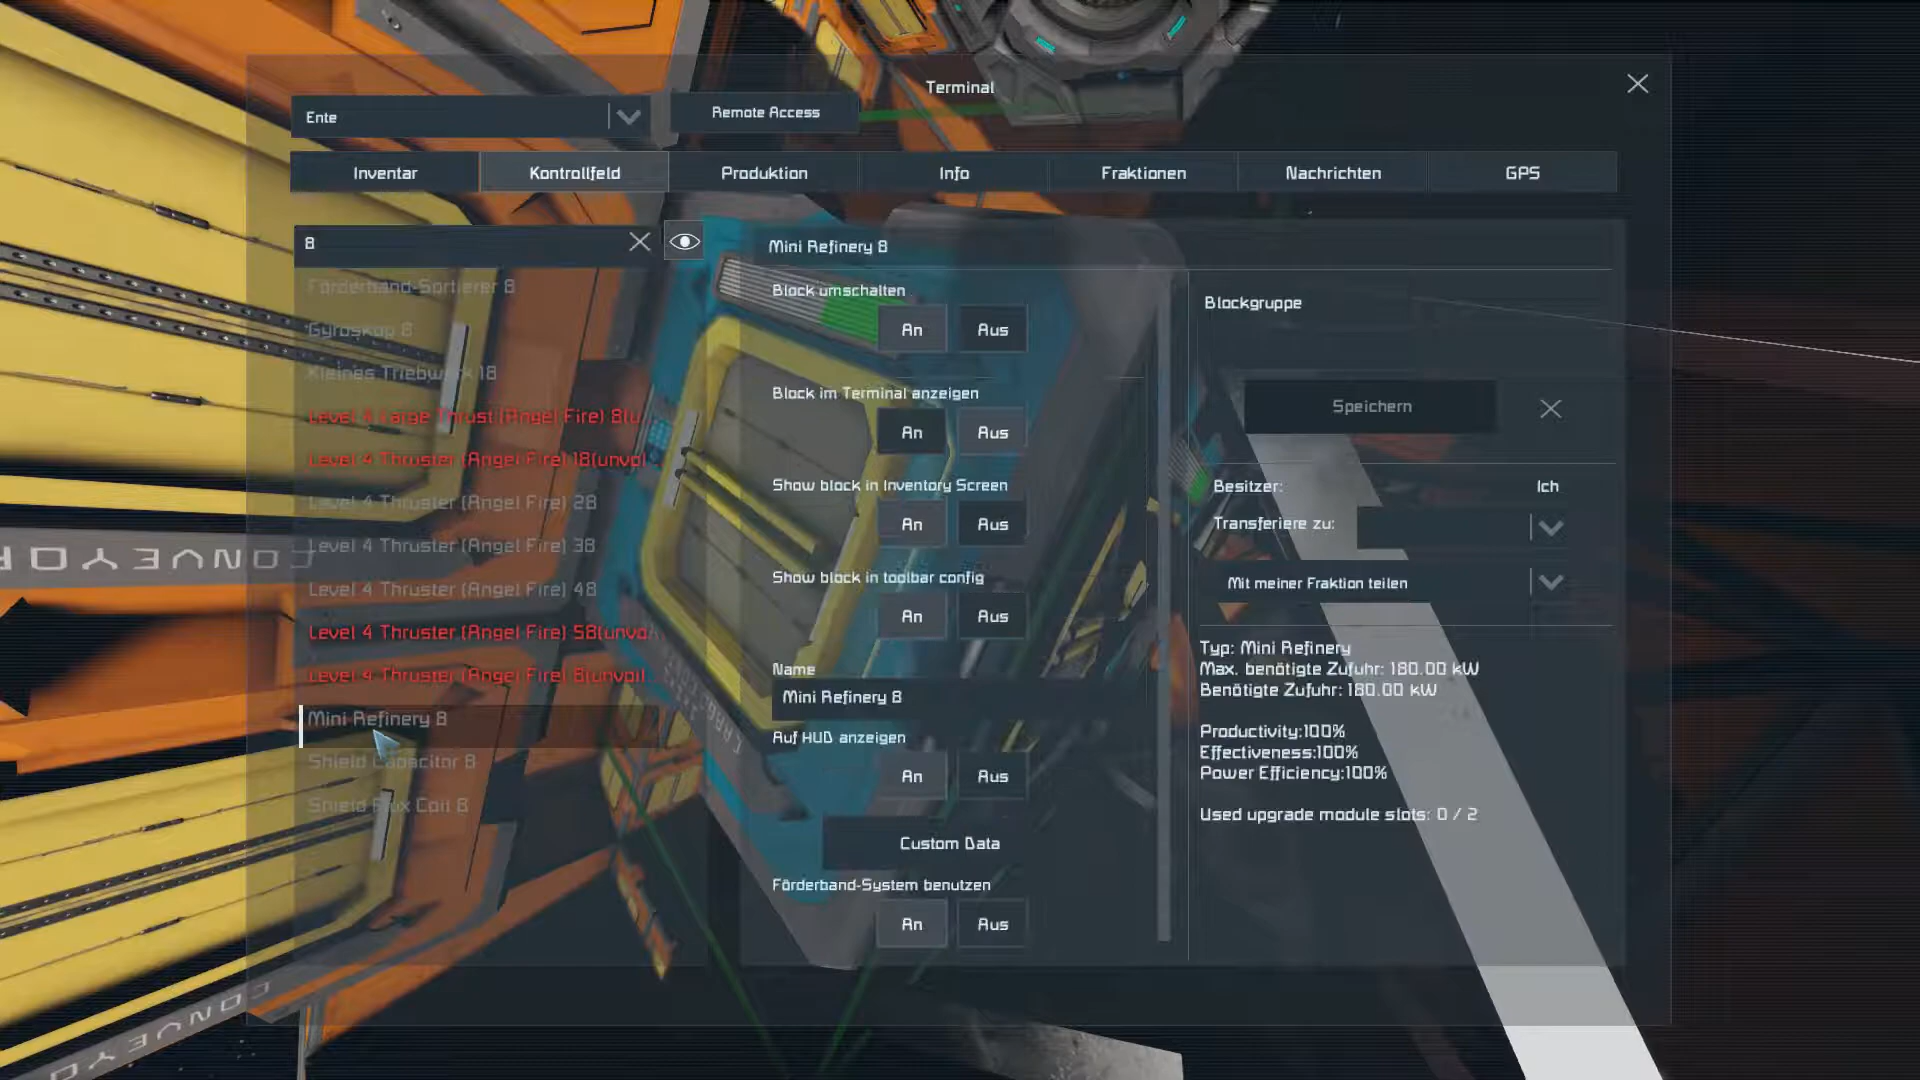 Terminal
Ente
Remote Access
Inventar
Kontrollfeld
Produktion
Info
Fraktionen
Nachrichten
GPS
8
Förderband-Sortierer 8
Gyroskop 8
Kleines Triebwerk 18
Level 4 Large Thrust (Angel Fire) 8(u
Level 4 Thruster (Angel Fire) 18(unvol
Level 4 Thruster (Angel Fire) 28
Level 4 Thruster (Angel Fire) 38
Level 4 Thruster (Angel Fire) 48
Level 4 Thruster (Angel Fire) 58(unvo
Level 4 Thruster (Angel Fire) 8(unvoll
Mini Refinery 8
Shield Capacitor 8
Shield Flux Coil 8
Mini Refinery 8
Block umschalten
An Aus
Block im Terminal anzeigen
An Aus
Show block in Inventory Screen
An Aus
Show block in toolbar config
An Aus
Name
Mini Refinery 8
Auf HUD anzeigen
An Aus
Custom Data
Förderband-System benutzen
An Aus
Blockgruppe
Speichern
Besitzer: Ich
Transferiere zu:
Mit meiner Fraktion teilen
Typ: Mini Refinery
Max. benötigte Zufuhr: 180.00 kW
Benötigte Zufuhr: 180.00 kW
Productivity:100%
Effectiveness:100%
Power Efficiency:100%
Used upgrade module slots: 0 / 2
CONVEYOR
CONVEYO